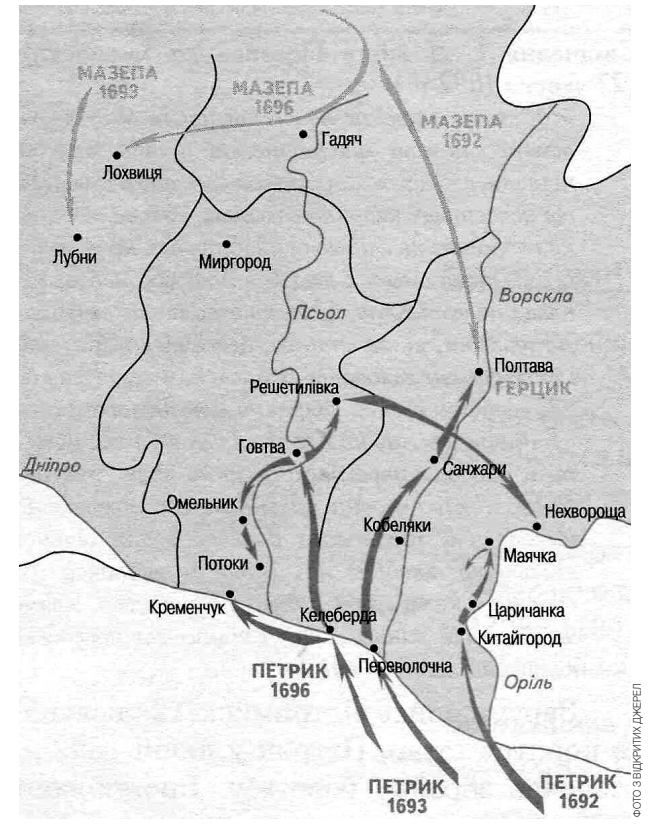 МАЗЕПА
1693
МАЗЕПА
1696
МАЗЕПА
1692
Гадяч
Лохвиця
Лубни
Миргород
Псьол
Ворскла
Полтава
ГЕРЦИК
Решетилівка
Говтва
Санжари
Дніпро
Омельник
Нехвороща
Кобеляки
Маячка
Потоки
Кременчук
Келеберда
Царичанка
Китайгород
Переволочна
ПЕТРИК
1696
Оріль
ПЕТРИК
1693
ПЕТРИК
1692
ФОТО З ВІДКРИТИХ ДЖЕРЕЛ